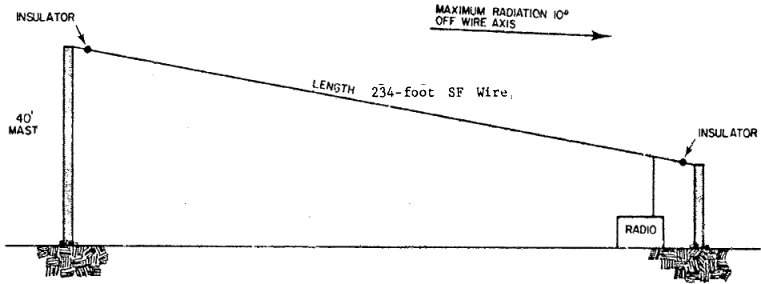 MAXIMUM RADIATION 10°
OFF WIRE AXIS
INSULATOR
LENGTH 234-foot SF Wire
40'
MAST
INSULATOR
RADIO